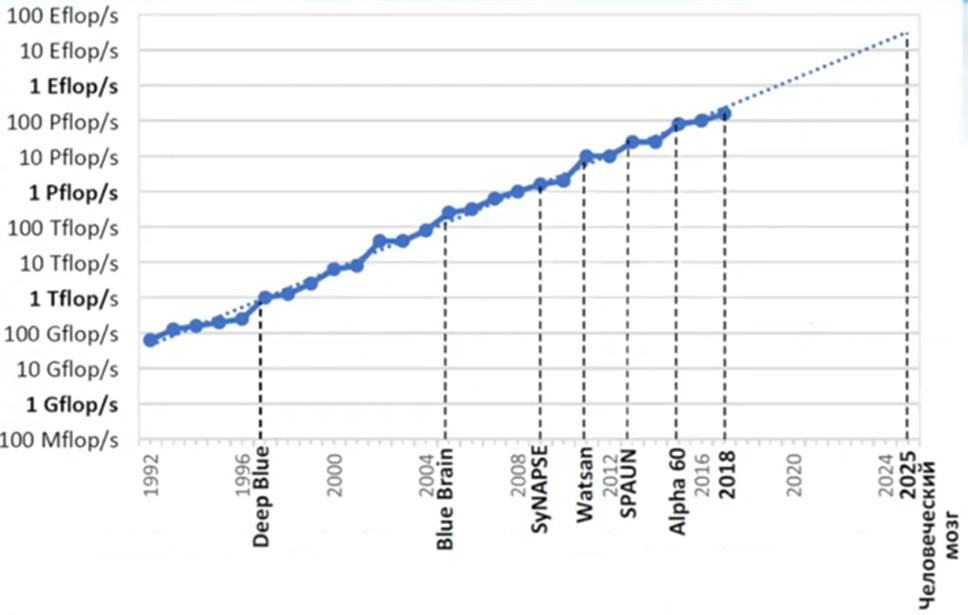 100 Eflop/s
10 Eflop/s
1 Eflop/s
100 Pflop/s
10 Pflop/s
1 Pflop/s
100 Tflop/s
10 Tflop/s
1 Tflop/s
100 Gflop/s
10 Gflop/s
1 Gflop/s
100 Mflop/s
1992
1996
Deep Blue
2000
2004
Blue Brain
2008
SyNAPSE
Watsan
2012
SPAUN
Alpha 60
2016
2018
2020
2024
2025
Человеческий
мозг